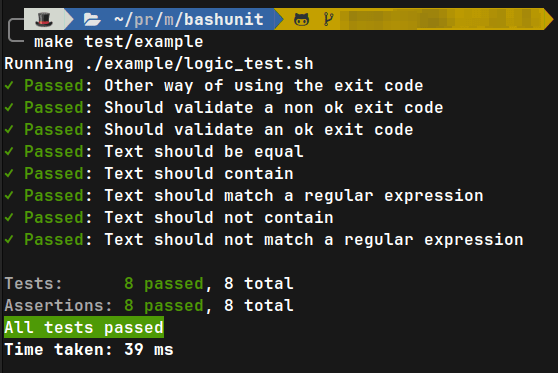 ~/pr/m/bashunit
make test/example
Running ./example/logic_test.sh
✓ Passed: Other way of using the exit code
✓ Passed: Should validate a non ok exit code
✓ Passed: Should validate an ok exit code
✓ Passed: Text should be equal
✓ Passed: Text should contain
✓ Passed: Text should match a regular expression
✓ Passed: Text should not contain
✓ Passed: Text should not match a regular expression
Tests: 8 passed, 8 total
Assertions: 8 passed, 8 total
All tests passed
Time taken: 39 ms